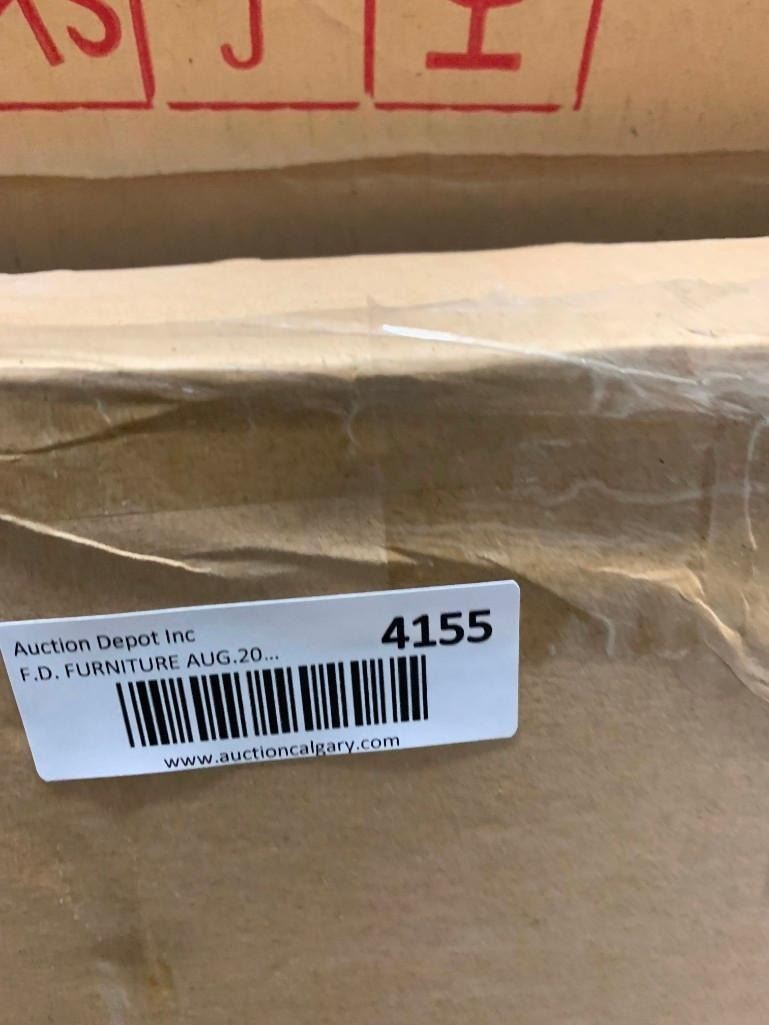 J
Auction Depot Inc
4155
F.D. FURNITURE AUG.20...
www.auctioncalgary.com